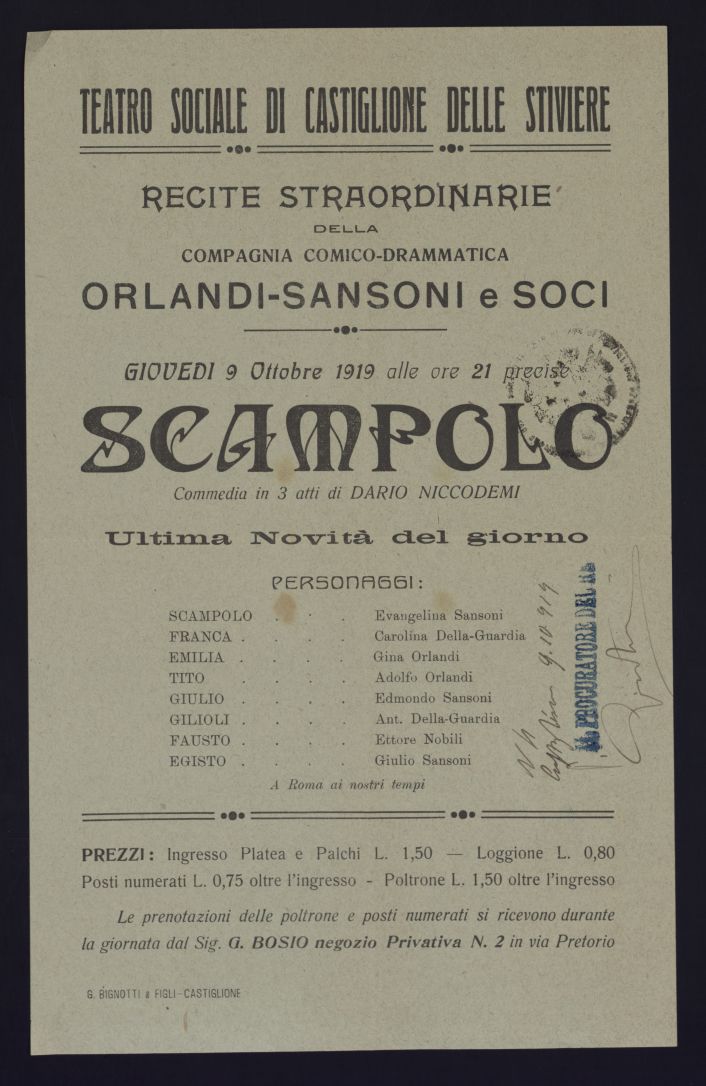 TEATRO SOCIALE DI CASTIGLIONE DELLE STIVIERE
RECITE STRAORDINARIE
DELLA
COMPAGNIA COMICO-DRAMMATICA
ORLANDI-SANSONI e SOCI
GIOVEDI 9 Ottobre 1919 alle ore 21 precise
SCAMPOLO
Commedia in 3 atti di DARIO NICCODEMI
Ultima Novità del giorno
PERSONAGGI:
SCAMPOLO . . . Evangelina Sansoni
FRANCA . . . . Carolina Della-Guardia
EMILIA . . . . Gina Orlandi
TITO . . . . Adolfo Orlandi
GIULIO . . . . Edmondo Sansoni
GILIOLI . . . . Ant. Della-Guardia
FAUSTO . . . . Ettore Nobili
EGISTO . . . . Giulio Sansoni
A Roma ai nostri tempi
9.10.919
PROCURATORE DEL
PREZZI: Ingresso Platea e Palchi L. 1,50 — Loggione L. 0,80
Posti numerati L. 0,75 oltre l'ingresso - Poltrone L. 1,50 oltre l'ingresso
Le prenotazioni delle poltrone e posti numerati si ricevono durante
la giornata dal Sig. G. BOSIO negozio Privativa N. 2 in via Pretorio
G. BIGNOTTI & FIGLI-CASTIGLIONE